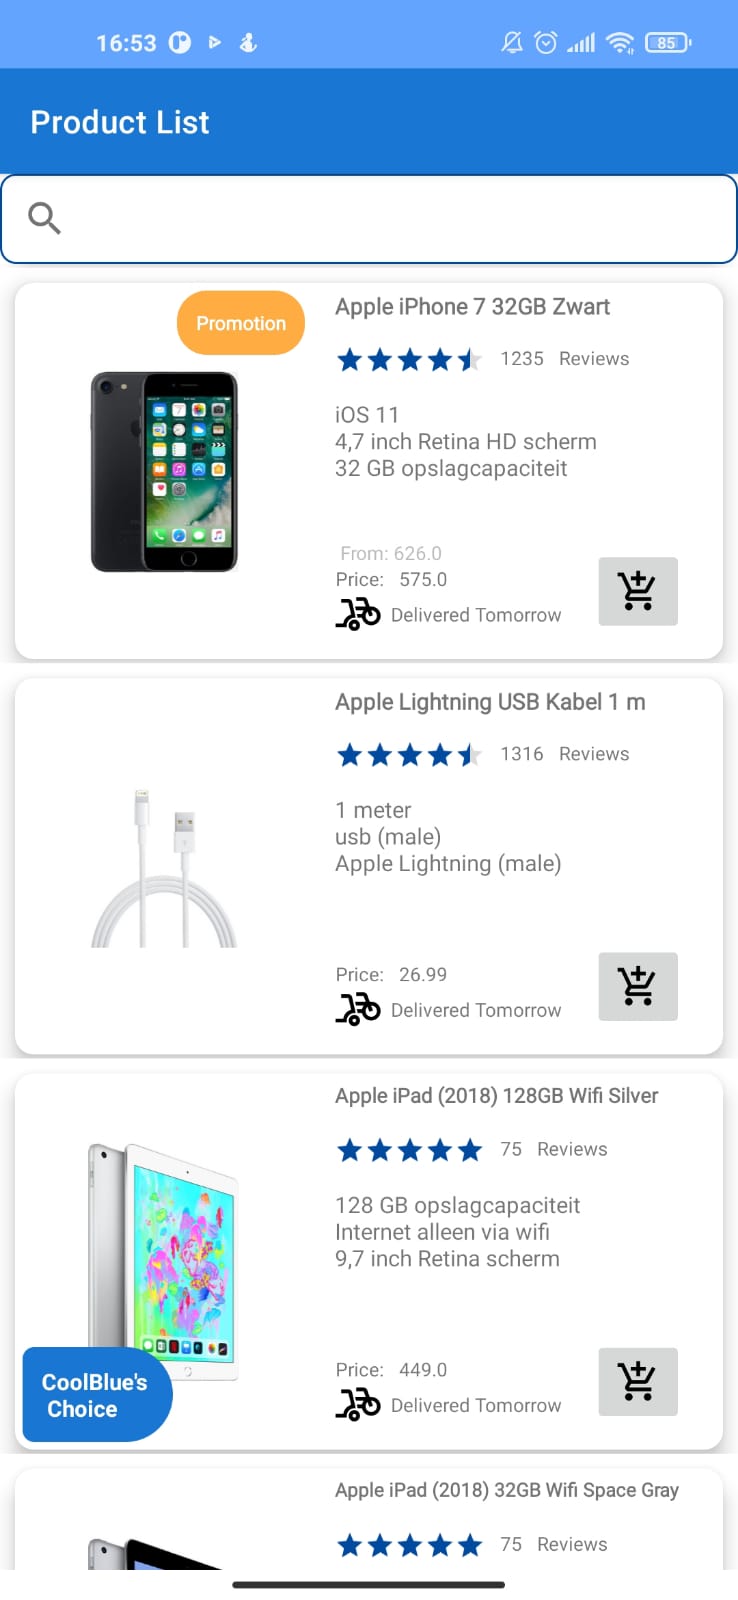 16:53
85
Product List
Promotion
Apple iPhone 7 32GB Zwart
1235 Reviews
iOS 11
4,7 inch Retina HD scherm
32 GB opslagcapaciteit
From: 626.0
Price: 575.0
Delivered Tomorrow
Apple Lightning USB Kabel 1 m
1316 Reviews
1 meter
usb (male)
Apple Lightning (male)
Price: 26.99
Delivered Tomorrow
Apple iPad (2018) 128GB Wifi Silver
75 Reviews
128 GB opslagcapaciteit
Internet alleen via wifi
9,7 inch Retina scherm
CoolBlue's
Choice
Price: 449.0
Delivered Tomorrow
Apple iPad (2018) 32GB Wifi Space Gray
75 Reviews